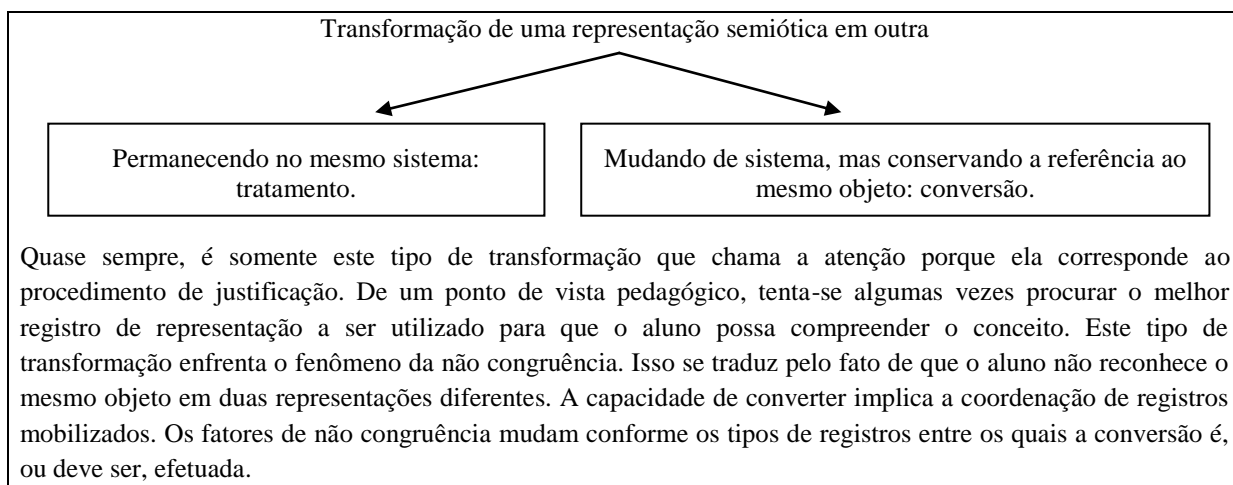 Transformação de uma representação semiótica em outra
Permanecendo no mesmo sistema:
tratamento.
Mudando de sistema, mas conservando a referência ao
mesmo objeto: conversão.
Quase sempre, é somente este tipo de transformação que chama a atenção porque ela corresponde ao
procedimento de justificação. De um ponto de vista pedagógico, tenta-se algumas vezes procurar o melhor
registro de representação a ser utilizado para que o aluno possa compreender o conceito. Este tipo de
transformação enfrenta o fenômeno da não congruência. Isso se traduz pelo fato de que o aluno não reconhece o
mesmo objeto em duas representações diferentes. A capacidade de converter implica a coordenação de registros
mobilizados. Os fatores de não congruência mudam conforme os tipos de registros entre os quais a conversão é,
ou deve ser, efetuada.